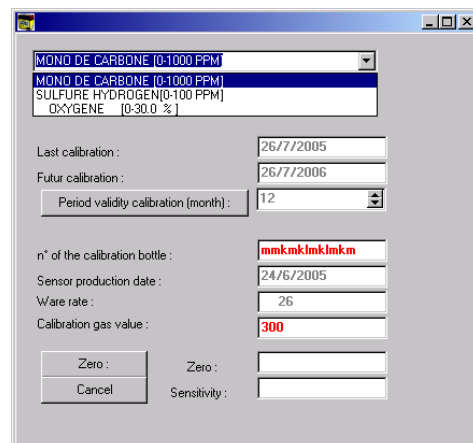 MONO DE CARBONE [0-1000 PPM]
MONO DE CARBONE [0-1000 PPM]
SULFURE HYDROGEN[0-100 PPM]
OXYGENE [0-30.0 % ]
Last calibration : 26/7/2005
Futur calibration : 26/7/2006
Period validity calibration (month) : 12
n° of the calibration bottle : mmkmklmklmkm
Sensor production date : 24/6/2005
Ware rate : 26
Calibration gas value : 300
Zero : Zero :
Cancel Sensitivity :